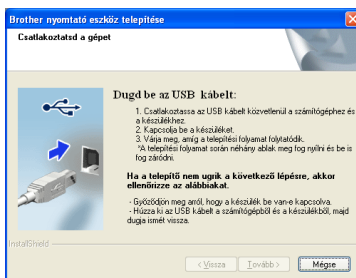 Brother nyomtató eszköz telepítése
Csatlakoztatsd a gépet
Dugd be az USB kábelt:
1. Csatlakoztassa az USB kábelt közvetlenül a számítógéphez és
a készülékhez.
2. Kapcsolja be a készüléket.
3. Várja meg, amíg a telepítési folyamat folytatódik.
*A telepítési folyamat során néhány ablak meg fog nyílni és be is
fog záródni.
Ha a telepítő nem ugrik a következő lépésre, akkor
ellenőrizze az alábbiakat.
- Győződjön meg arról, hogy a készülék be van-e kapcsolva.
- Húzza ki az USB kábelt a számítógépből és a készülékből, majd
dugja ismét vissza.
InstallShield
< Vissza Tovább > Mégse